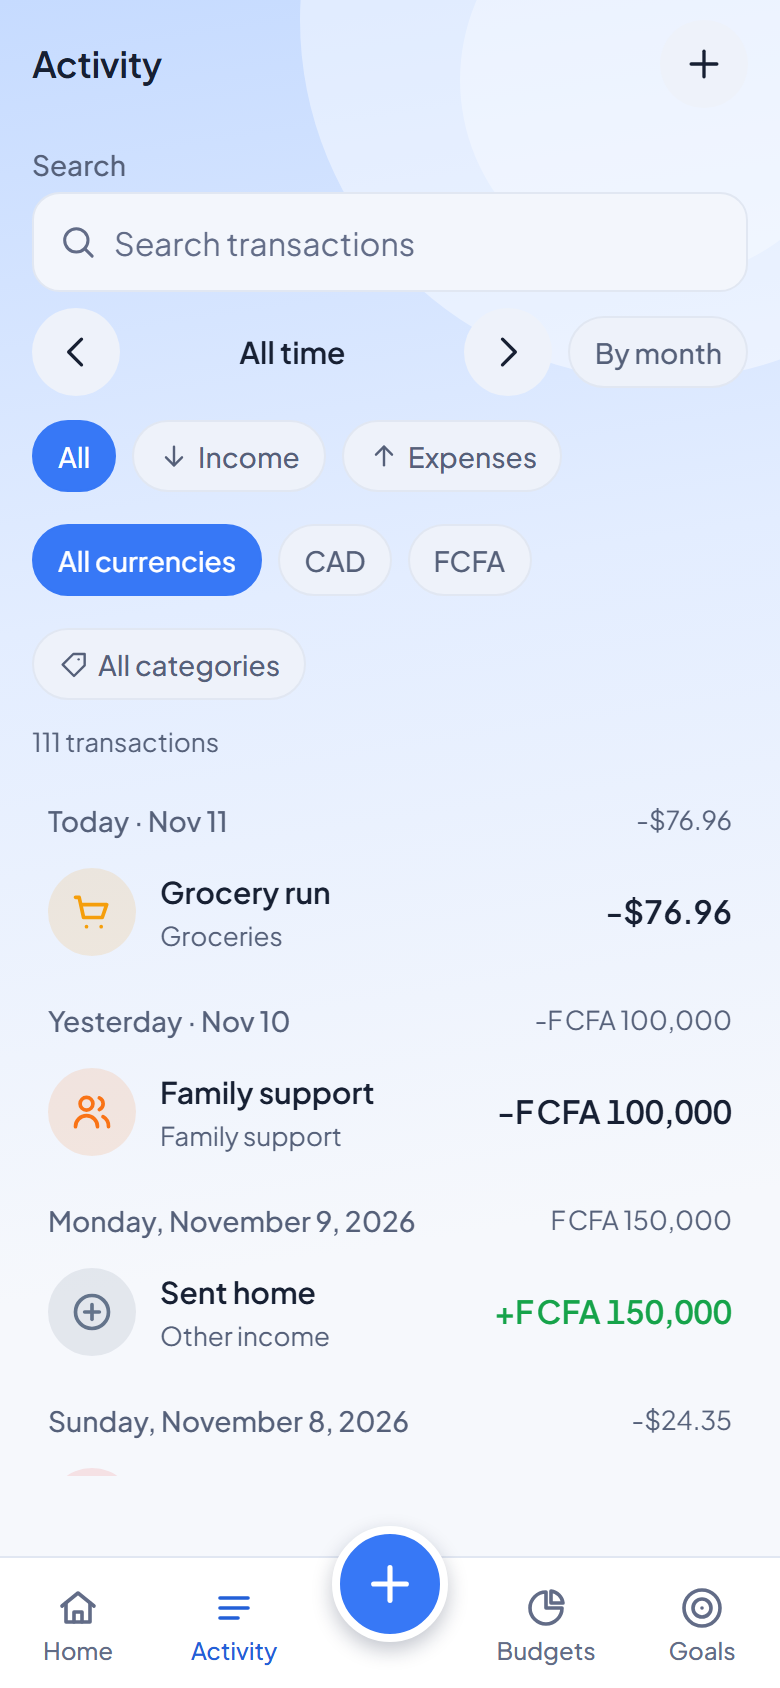 Activity
Search
Search transactions
All time
By month
All
Income
Expenses
All currencies
CAD
FCFA
All categories
111 transactions
Today · Nov 11
-$76.96
Grocery run
Groceries
-$76.96
Yesterday · Nov 10
-FCFA 100,000
Family support
Family support
-FCFA 100,000
Monday, November 9, 2026
FCFA 150,000
Sent home
Other income
+FCFA 150,000
Sunday, November 8, 2026
-$24.35
Home
Activity
Budgets
Goals